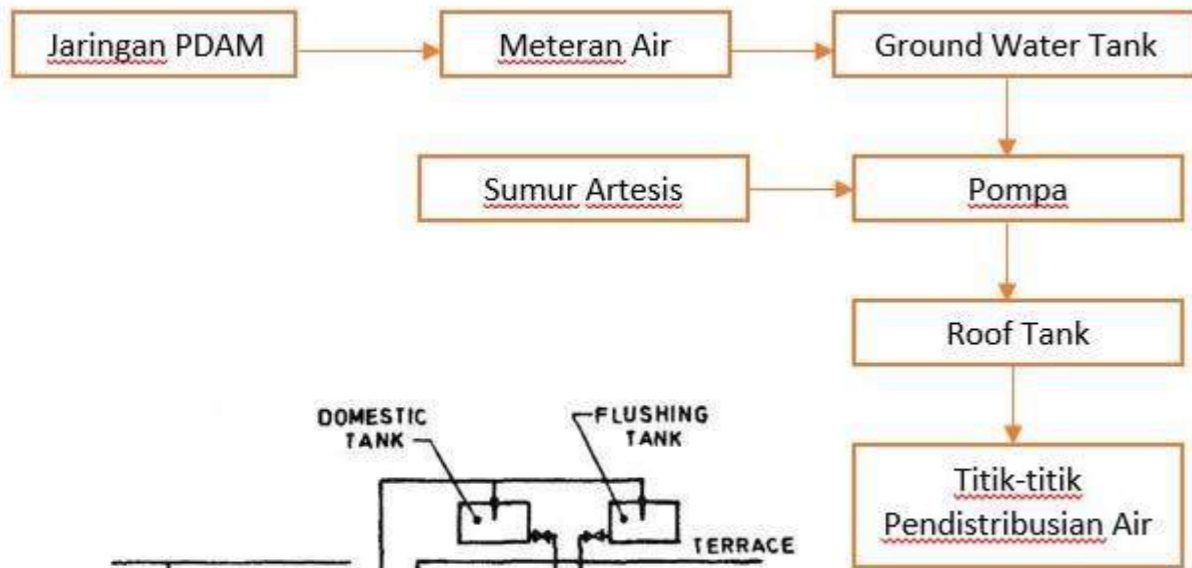 Jaringan PDAM
Meteran Air
Ground Water Tank
Sumur Artesis
Pompa
Roof Tank
Titik-titik
Pendistribusian Air
DOMESTIC
TANK
FLUSHING
TANK
TERRACE